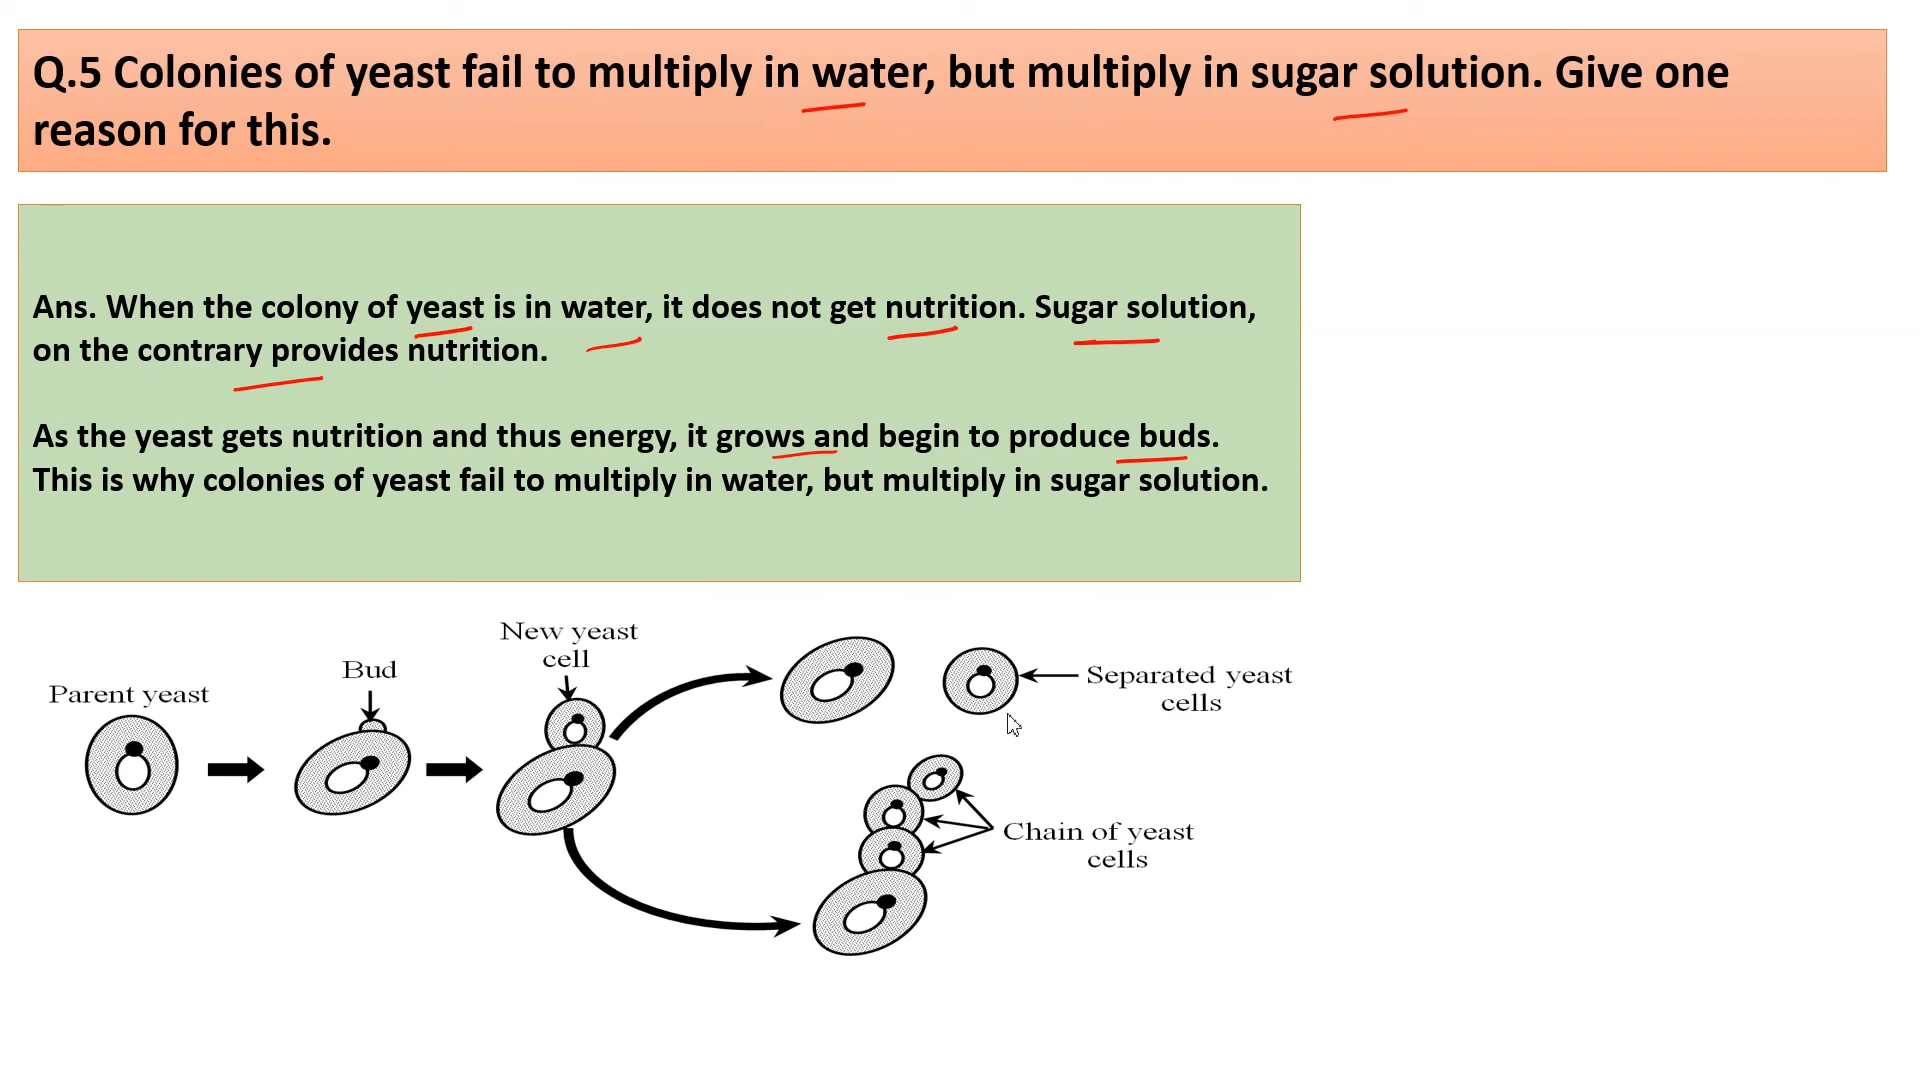 Q.5 Colonies of yeast fail to multiply in water, but multiply in sugar solution. Give one
reason for this.
Ans. When the colony of yeast is in water, it does not get nutrition. Sugar solution,
on the contrary provides nutrition.
As the yeast gets nutrition and thus energy, it grows and begin to produce buds.
This is why colonies of yeast fail to multiply in water, but multiply in sugar solution.
Parent yeast
Bud
New yeast
cell
Separated yeast
cells
Chain of yeast
cells